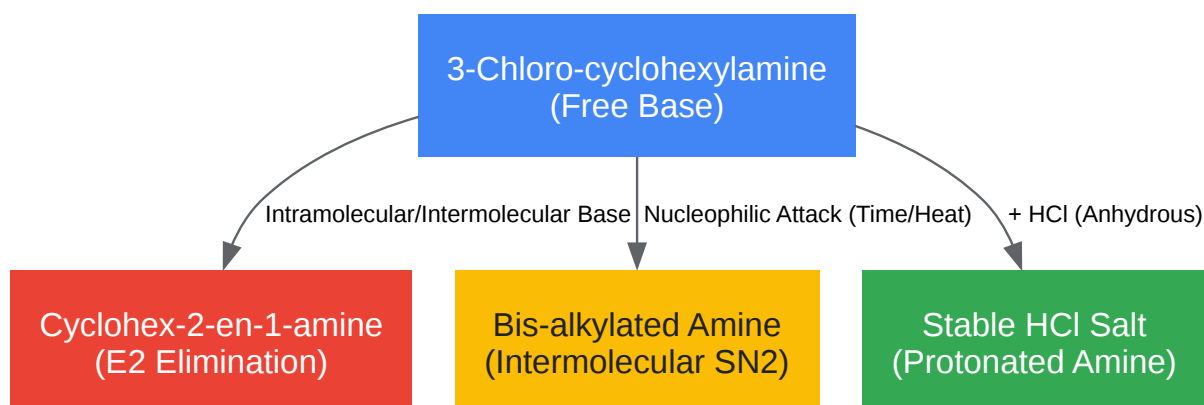 3-Chloro-cyclohexylamine
(Free Base)
Intramolecular/Intermolecular Base
Nucleophilic Attack (Time/Heat)
+ HCl (Anhydrous)
Cyclohex-2-en-1-amine
(E2 Elimination)
Bis-alkylated Amine
(Intermolecular SN2)
Stable HCl Salt
(Protonated Amine)